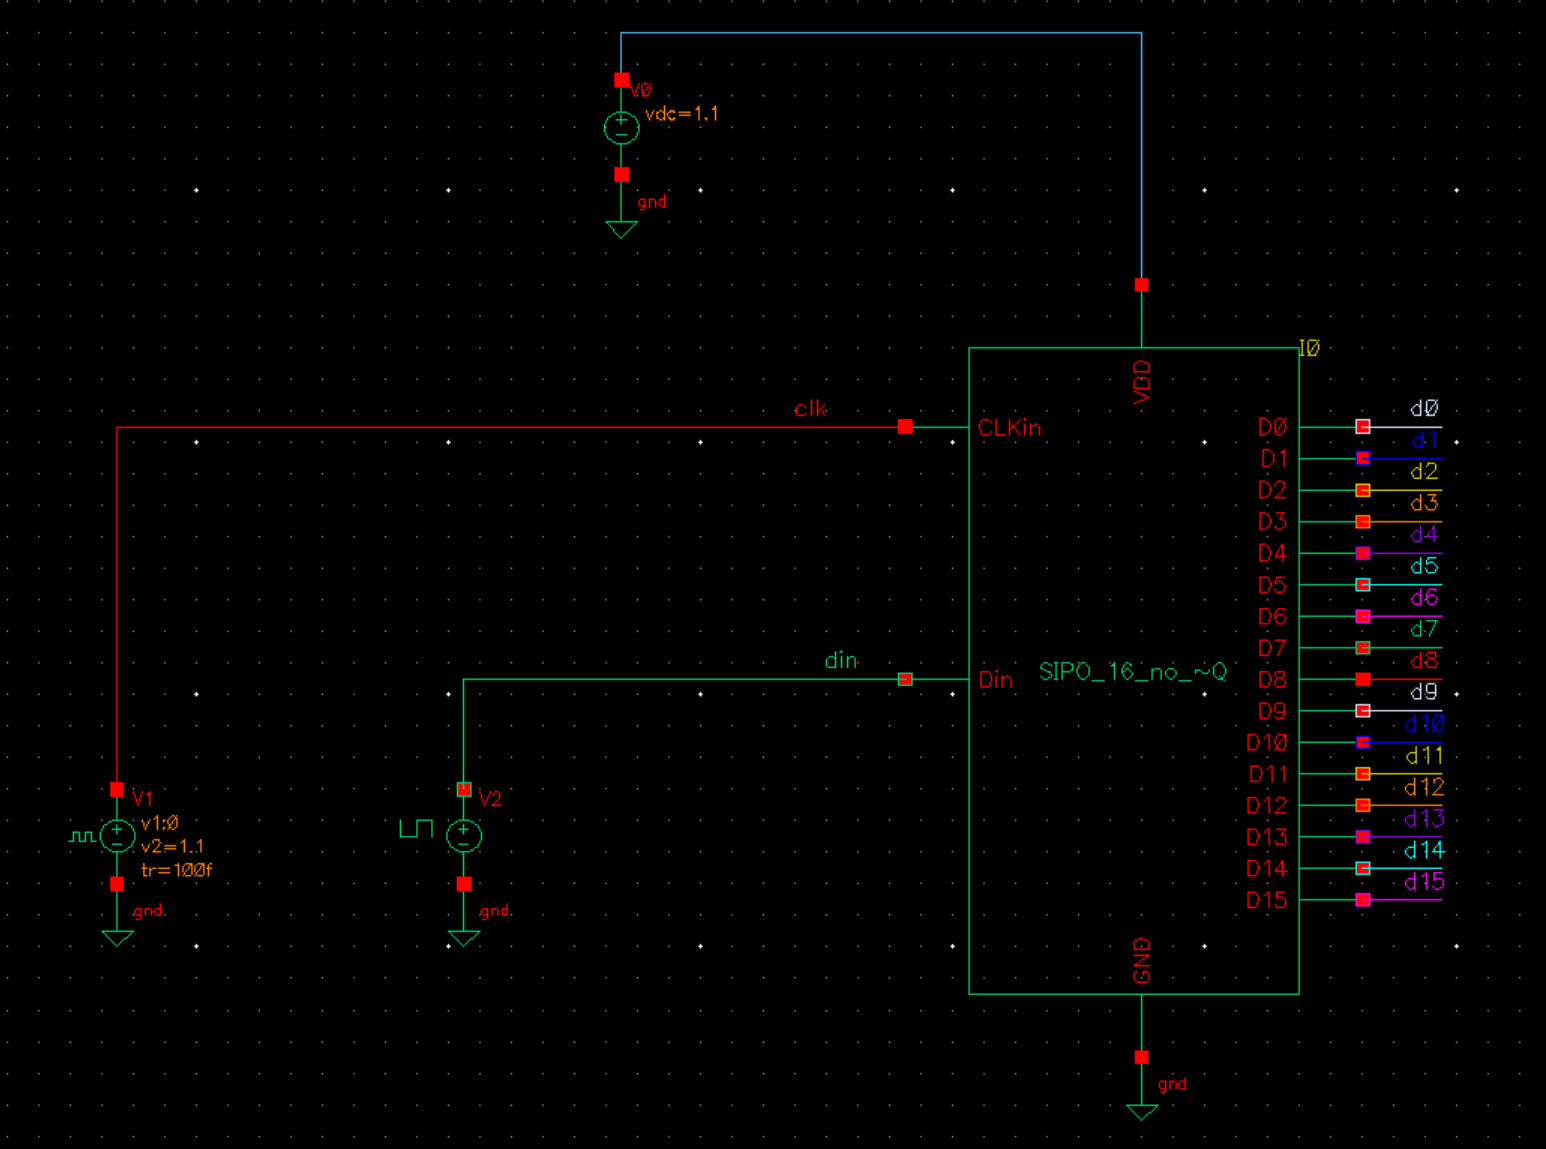 V0
vdc=1.1
gnd
I0
VDD
clk
CLKin
D0
d0
D1
d1
D2
d2
D3
d3
D4
d4
D5
d5
D6
d6
D7
d7
din
Din
SIPO_16_no_~Q
D8
d8
D9
d9
D10
d10
D11
d11
D12
d12
D13
d13
D14
d14
D15
d15
V1
v1:0
v2=1.1
tr=100f
gnd
V2
gnd
GND
gnd